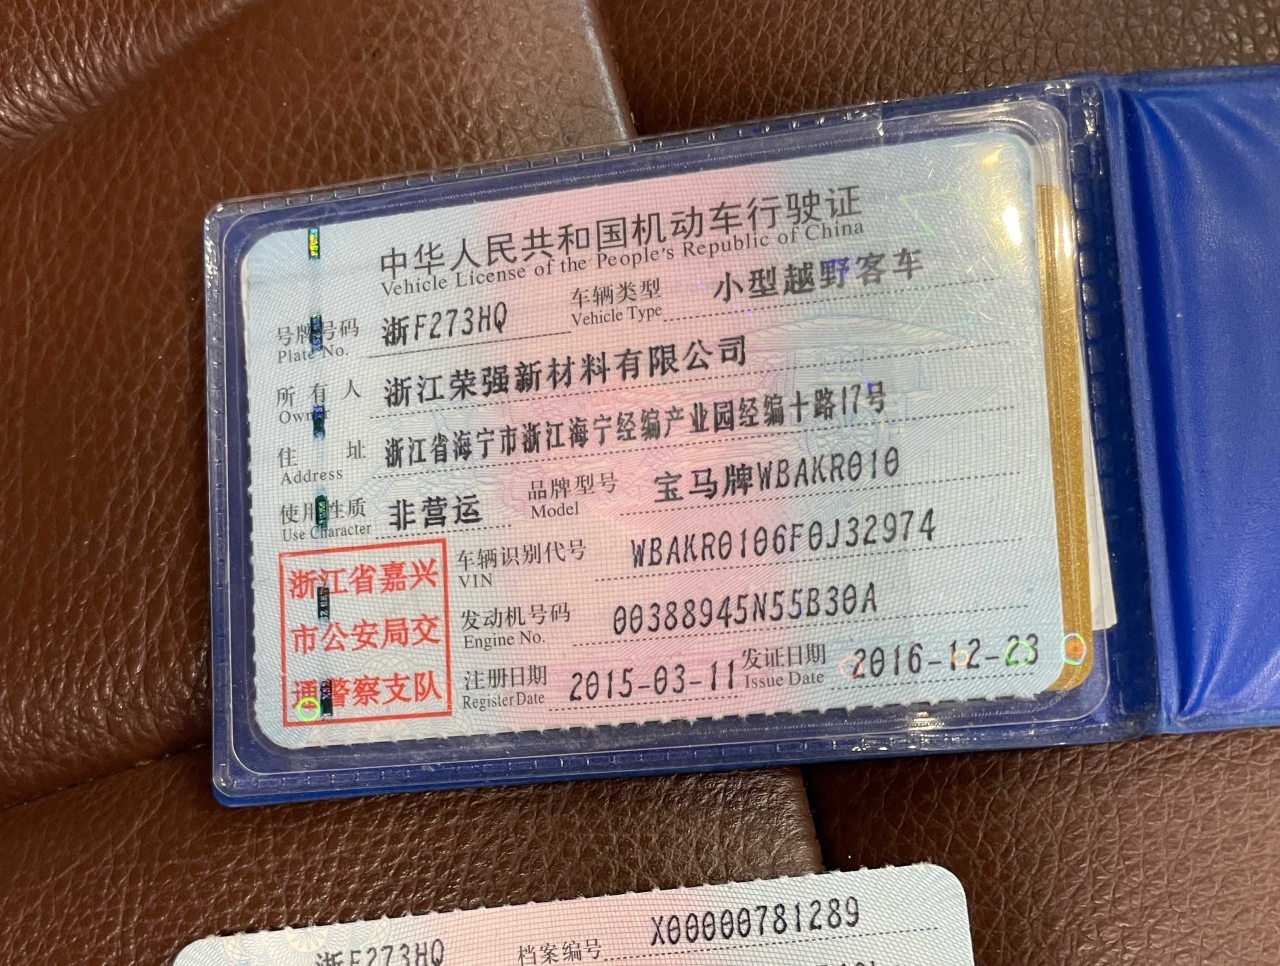 中华人民共和国机动车行驶证
Vehicle License of the People's Republic of China
号牌号码 Plate No. 浙F273HQ 车辆类型 Vehicle Type 小型越野客车
所有人 Owner 浙江荣强新材料有限公司
住址 Address 浙江省海宁市浙江海宁经编产业园经编十路17号
使用性质 Use Character 非营运 品牌型号 Model 宝马牌WBAKR010
车辆识别代号 VIN WBAKR0106F0J32974
发动机号码 Engine No. 00388945N55B30A
注册日期 Register Date 2015-03-11 发证日期 Issue Date 2016-12-23
浙江省嘉兴
市公安局交
通警察支队
浙F273HQ 档案编号 X00000781289